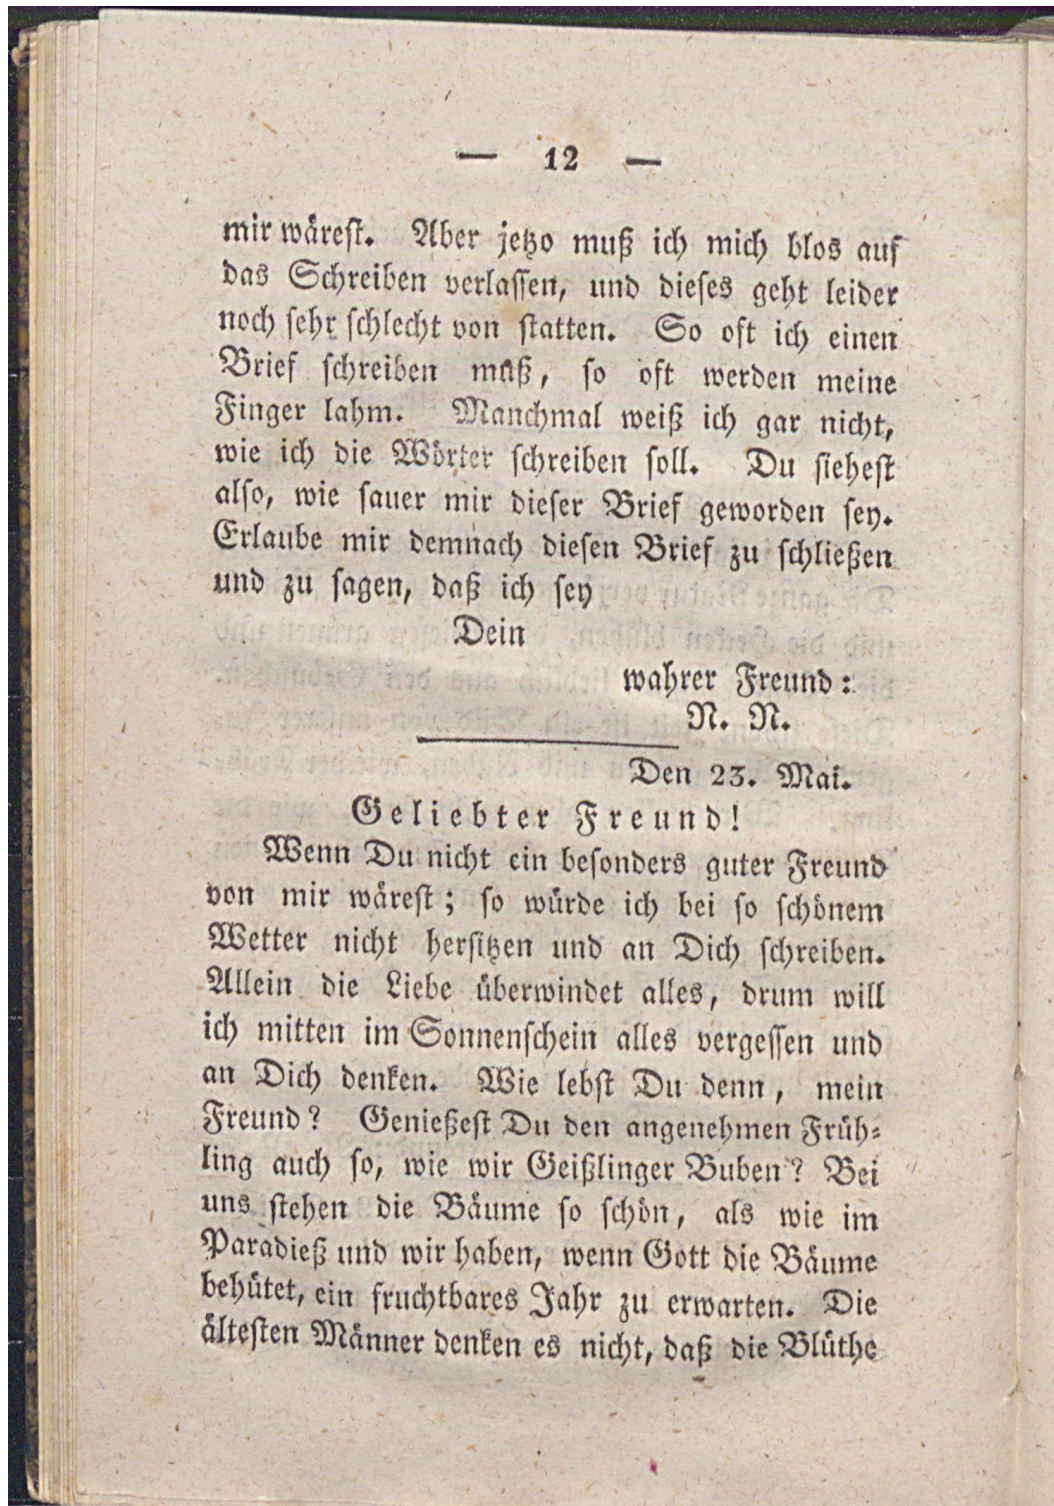 — 12 —
mir wärest. Aber jetzo muß ich mich blos auf
das Schreiben verlassen, und dieses geht leider
noch sehr schlecht von statten. So oft ich einen
Brief schreiben muß, so oft werden meine
Finger lahm. Manchmal weiß ich gar nicht,
wie ich die Wörter schreiben soll. Du siehest
also, wie sauer mir dieser Brief geworden sey.
Erlaube mir demnach diesen Brief zu schließen
und zu sagen, daß ich sey
Dein
wahrer Freund:
N. N.
Den 23. Mai.
Geliebter Freund!
Wenn Du nicht ein besonders guter Freund
von mir wärest; so würde ich bei so schönem
Wetter nicht hersitzen und an Dich schreiben.
Allein die Liebe überwindet alles, drum will
ich mitten im Sonnenschein alles vergessen und
an Dich denken. Wie lebst Du denn, mein
Freund? Genießest Du den angenehmen Früh-
ling auch so, wie wir Geißlinger Buben? Bei
uns stehen die Bäume so schön, als wie im
Paradieß und wir haben, wenn Gott die Bäume
behütet, ein fruchtbares Jahr zu erwarten. Die
ältesten Männer denken es nicht, daß die Blüthe